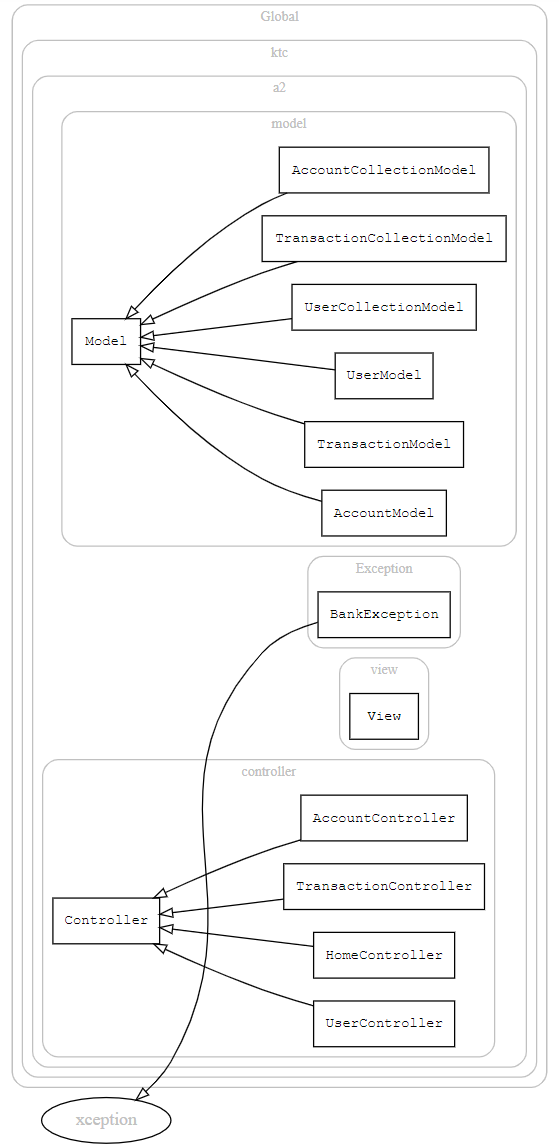 Global
ktc
a2
model
AccountCollectionModel
TransactionCollectionModel
UserCollectionModel
Model
UserModel
TransactionModel
AccountModel
Exception
BankException
view
View
controller
AccountController
TransactionController
Controller
HomeController
UserController
xception